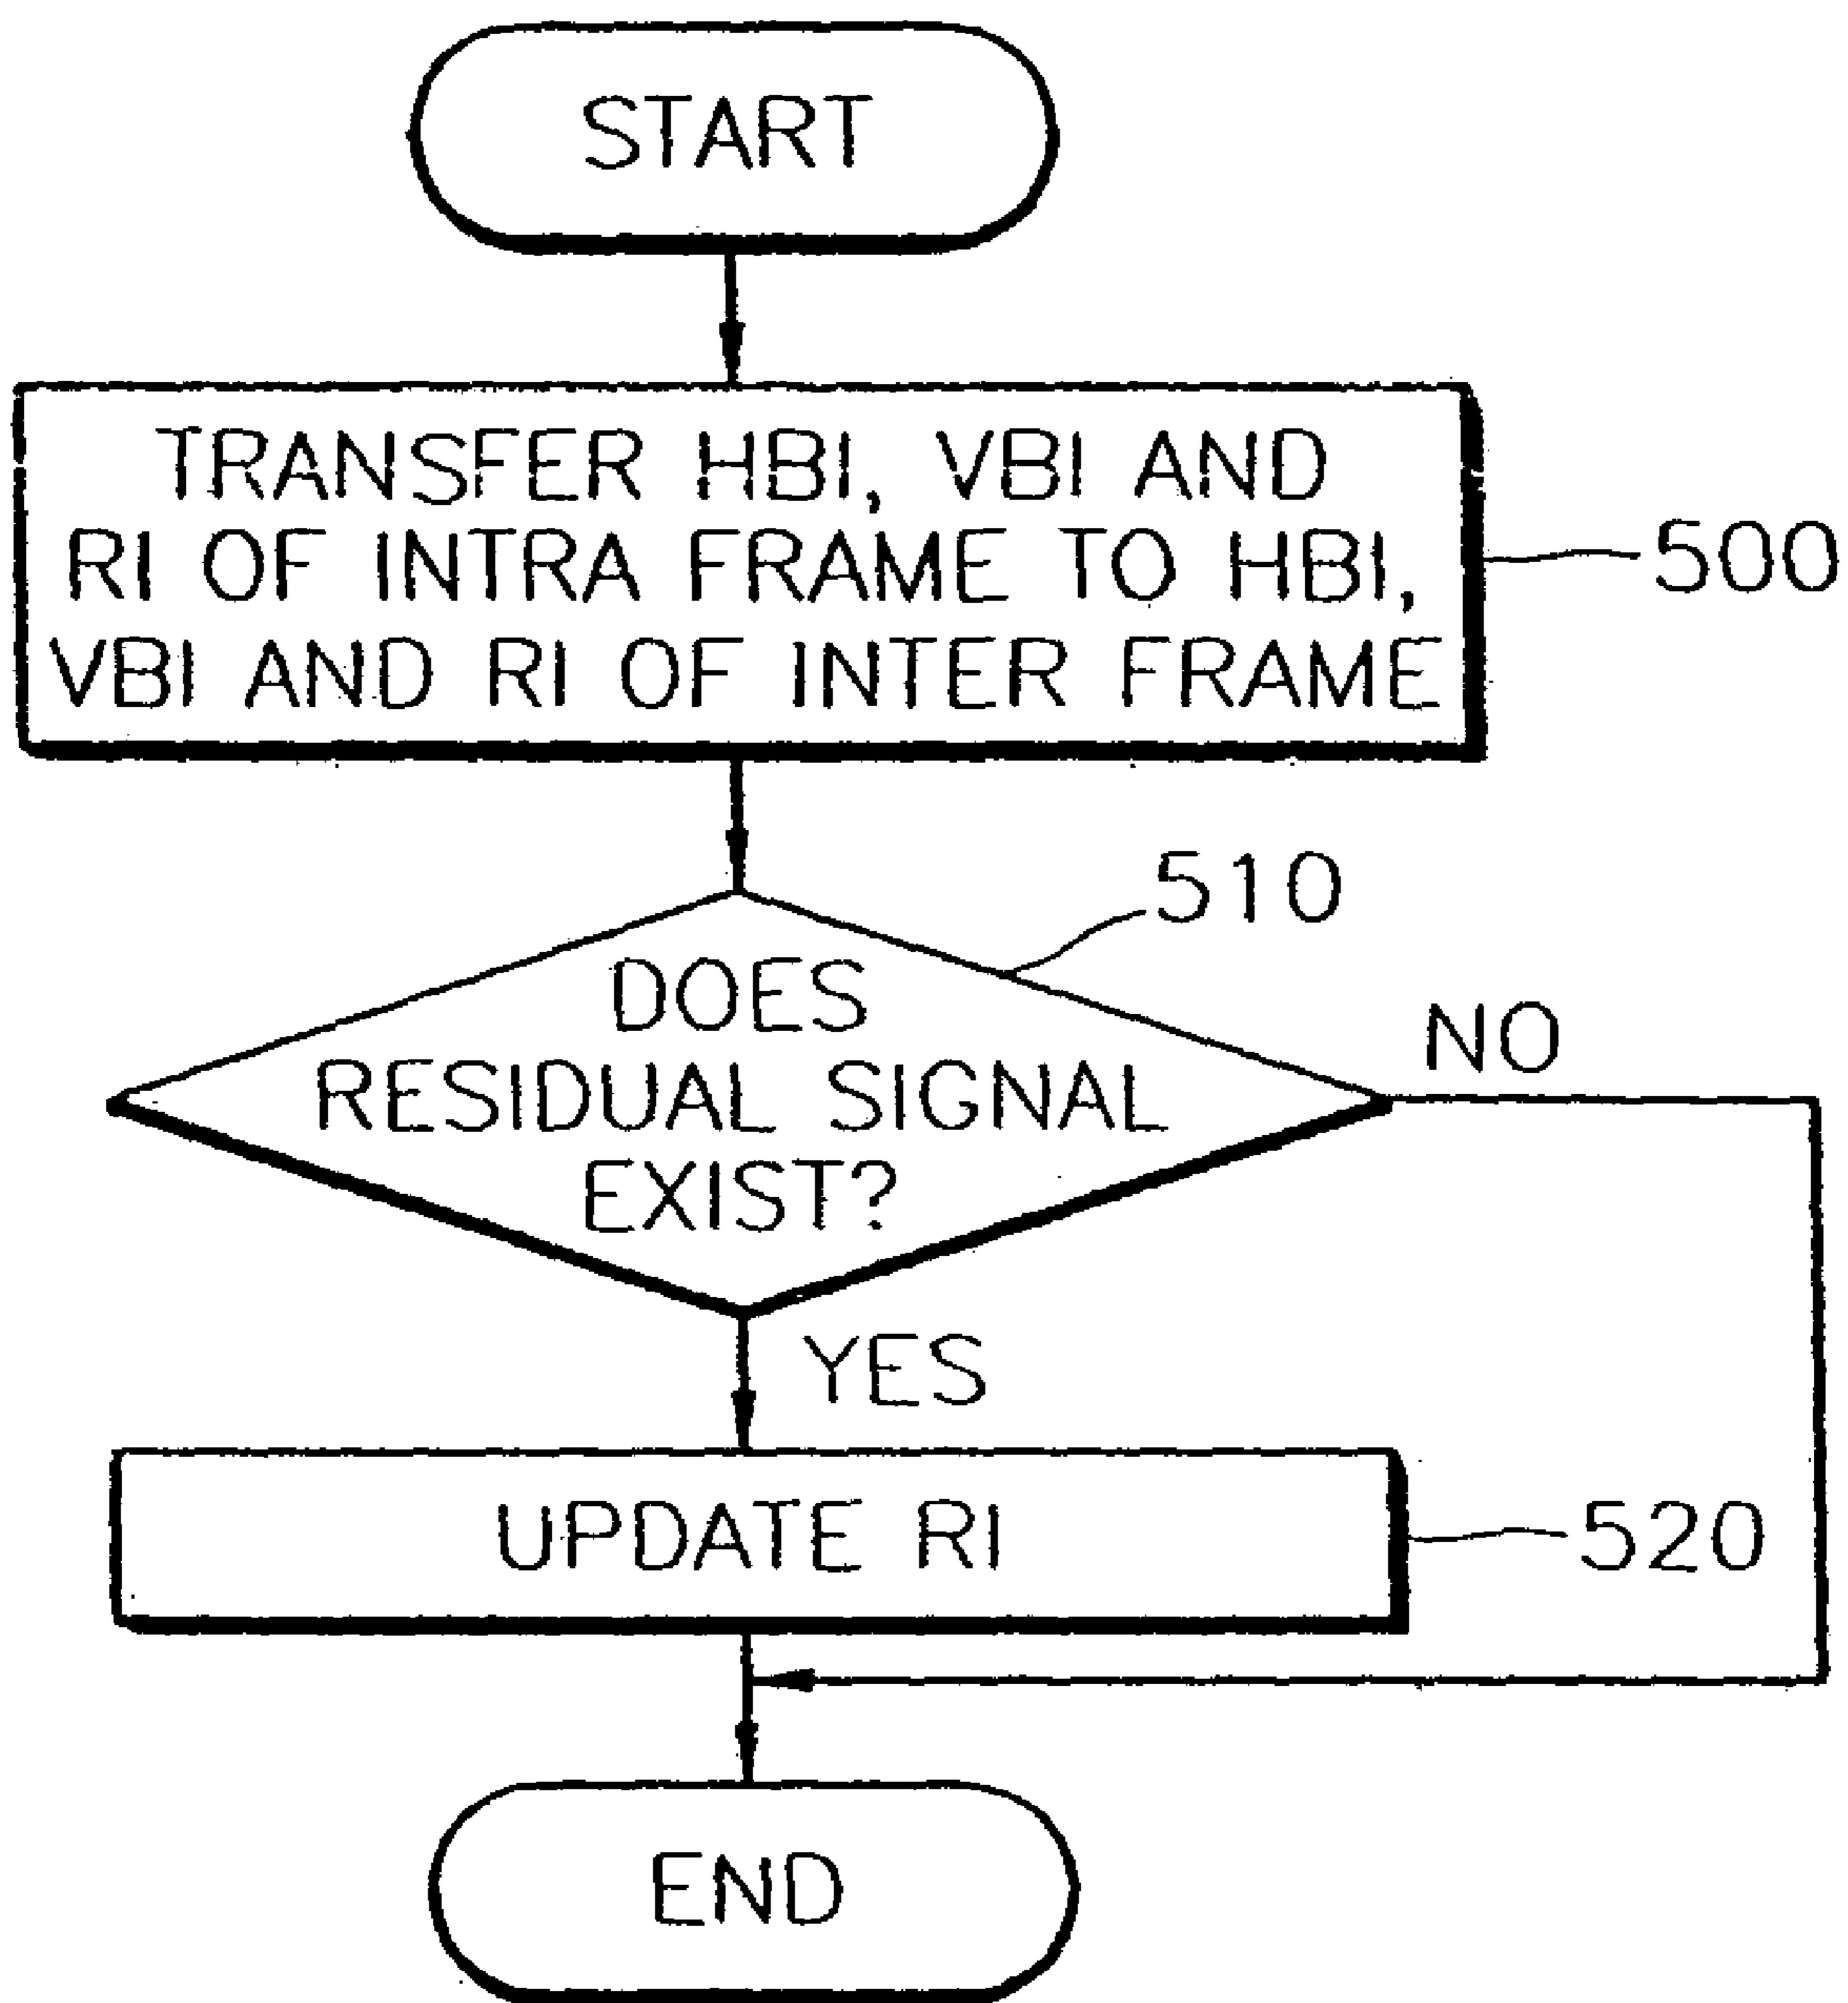 START
TRANSFER HBI, VBI AND
RI OF INTRA FRAME TO HBI,
VBI AND RI OF INTER FRAME
500
510
DOES
RESIDUAL SIGNAL
EXIST?
NO
YES
UPDATE RI
520
END